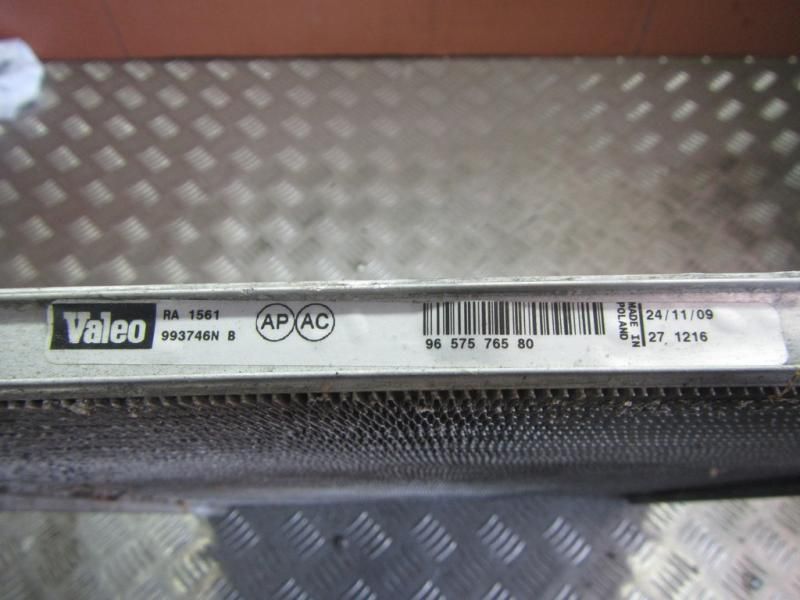 Valeo
RA 1561
993746N B
AP AC
96 575 765 80
MADE IN
POLAND
24/11/09
27 1216